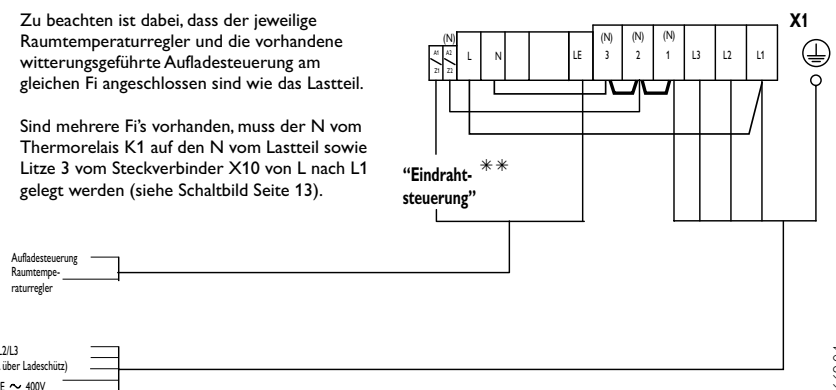 Zu beachten ist dabei, dass der jeweilige
Raumtemperaturregler und die vorhandene
witterungsgeführte Aufladesteuerung am
gleichen Fi angeschlossen sind wie das Lastteil.
Sind mehrere Fi's vorhanden, muss der N vom
Thermorelais K1 auf den N vom Lastteil sowie
Litze 3 vom Steckverbinder X10 von L nach L1
gelegt werden (siehe Schaltbild Seite 13).
X1
(N) (N) (N) (N)
A1 A2 L N LE 3 2 1 L3 L2 L1
Z1 Z2
“Eindraht- **
steuerung”
Aufladesteuerung
Raumtempe-
raturregler
L2/L3
über Ladeschütz)
~ 400V